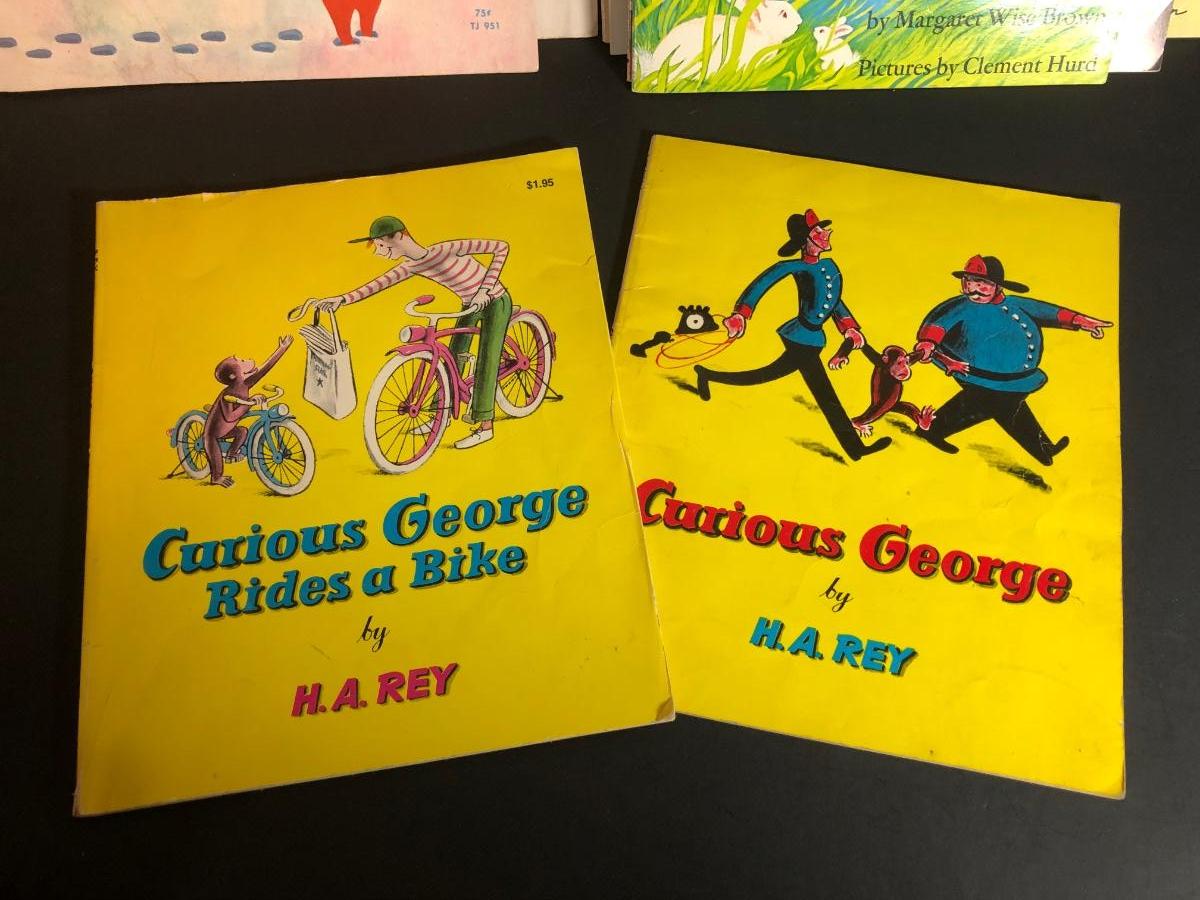 75¢
TJ 951
by Margaret Wise Brown
Pictures by Clement Hurd
$1.95
Curious George
Rides a Bike
by
H. A. REY
Curious George
by
H. A. REY